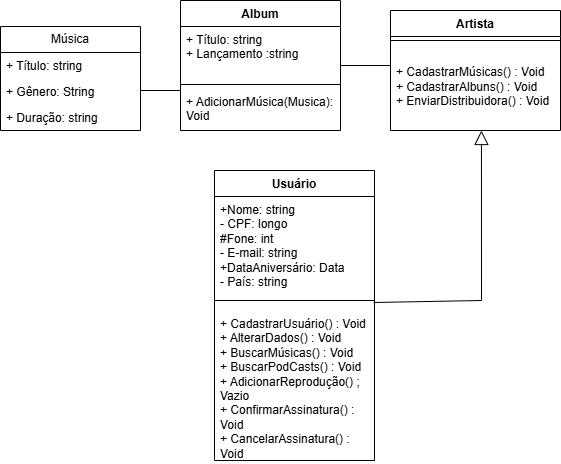 Música
+ Título: string
+ Gênero: String
+ Duração: string
Album
+ Título: string
+ Lançamento :string
+ AdicionarMúsica(Musica):
Void
Artista
+ CadastrarMúsicas() : Void
+ CadastrarAlbuns() : Void
+ EnviarDistribuidora() : Void
Usuário
+Nome: string
- CPF: longo
#Fone: int
- E-mail: string
+DataAniversário: Data
- País: string
+ CadastrarUsuário() : Void
+ AlterarDados() : Void
+ BuscarMúsicas() : Void
+ BuscarPodCasts() : Void
+ AdicionarReprodução() ;
Vazio
+ ConfirmarAssinatura() :
Void
+ CancelarAssinatura() :
Void